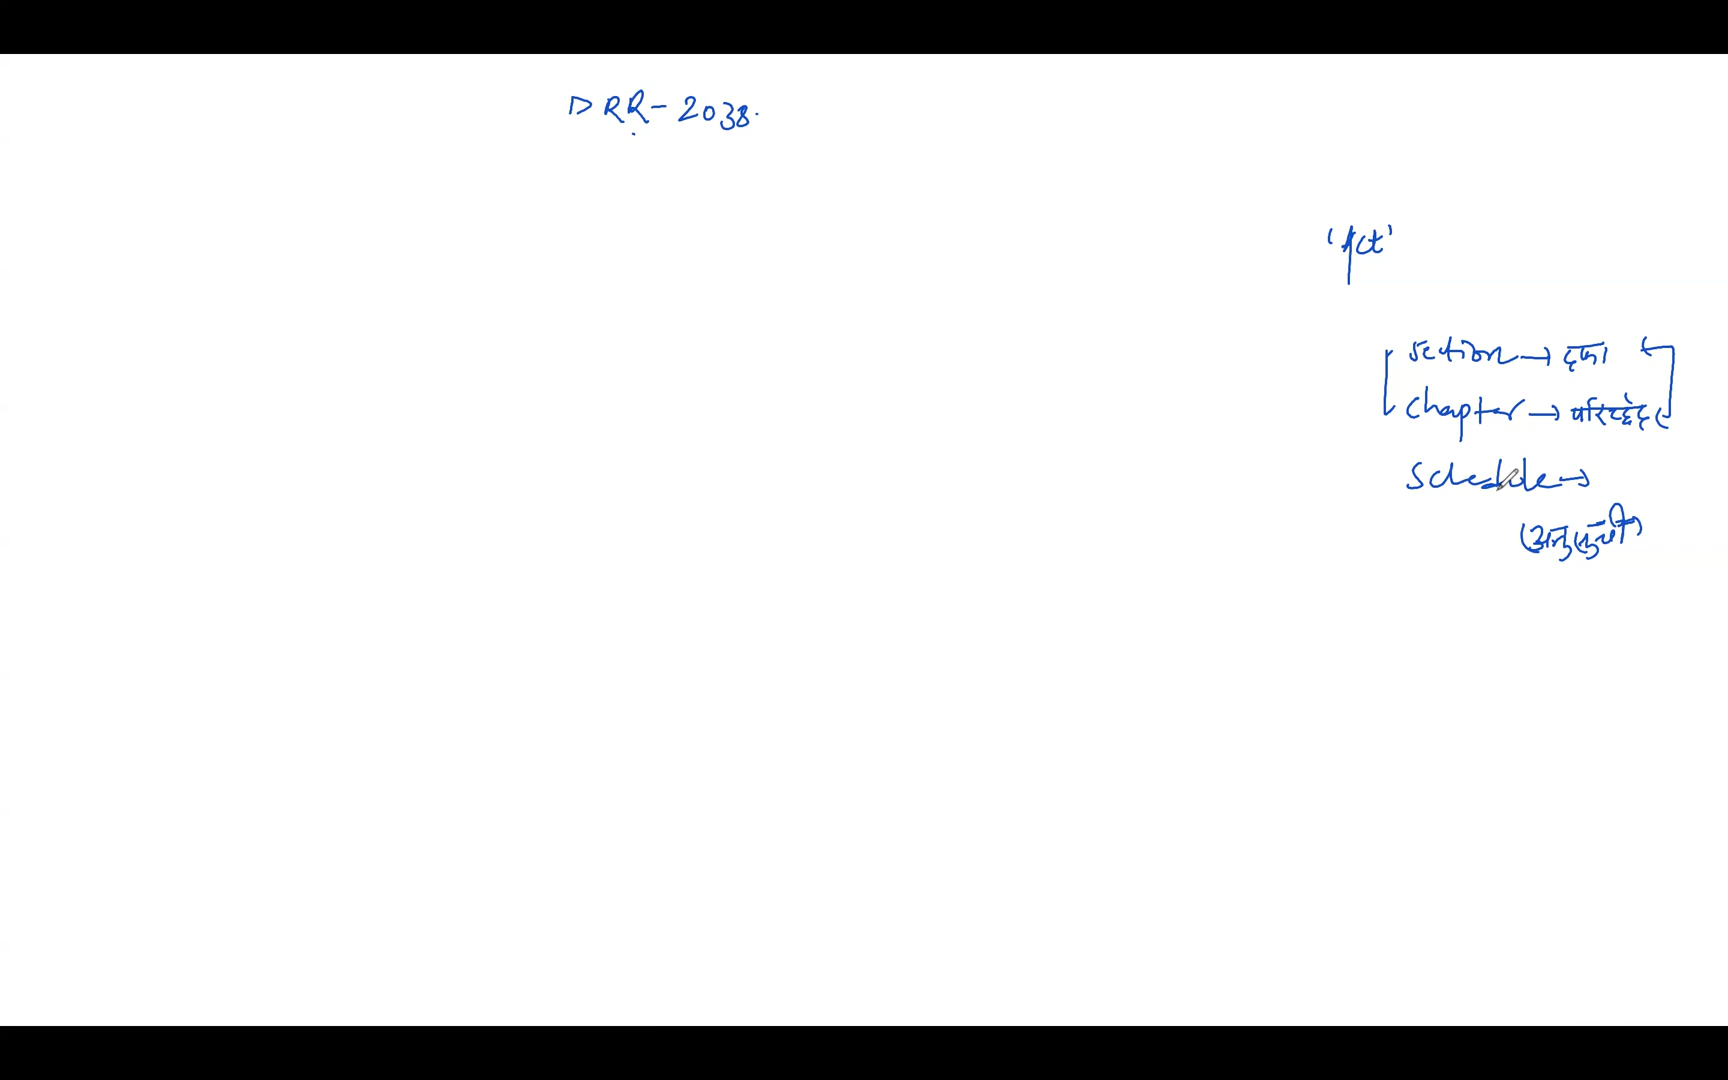 DRR-2038.
'Act'
Section → दफा
Chapter → परिच्छेद
Schedule →
(अनुसूची)